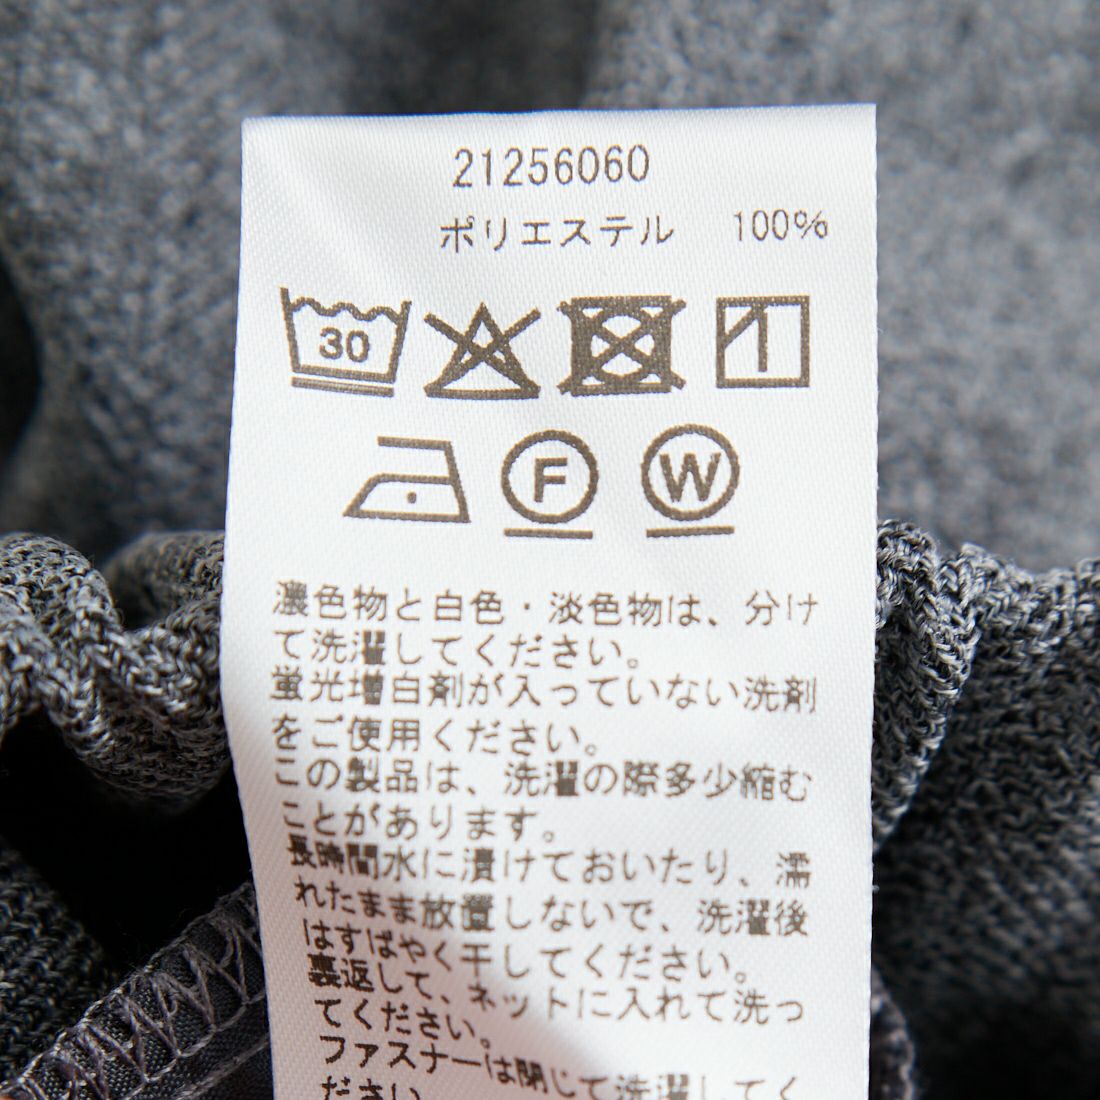 21256060
ポリエステル 100%
30
F W
濃色物と白色・淡色物は、分け
て洗濯してください。
蛍光増白剤が入っていない洗剤
をご使用ください。
この製品は、洗濯の際多少縮む
ことがあります。
長時間水に漬けておいたり、濡
れたまま放置しないで、洗濯後
はすばやく干してください。
裏返して、ネットに入れて洗っ
てください。
ファスナーは閉じて洗濯してく
ださい